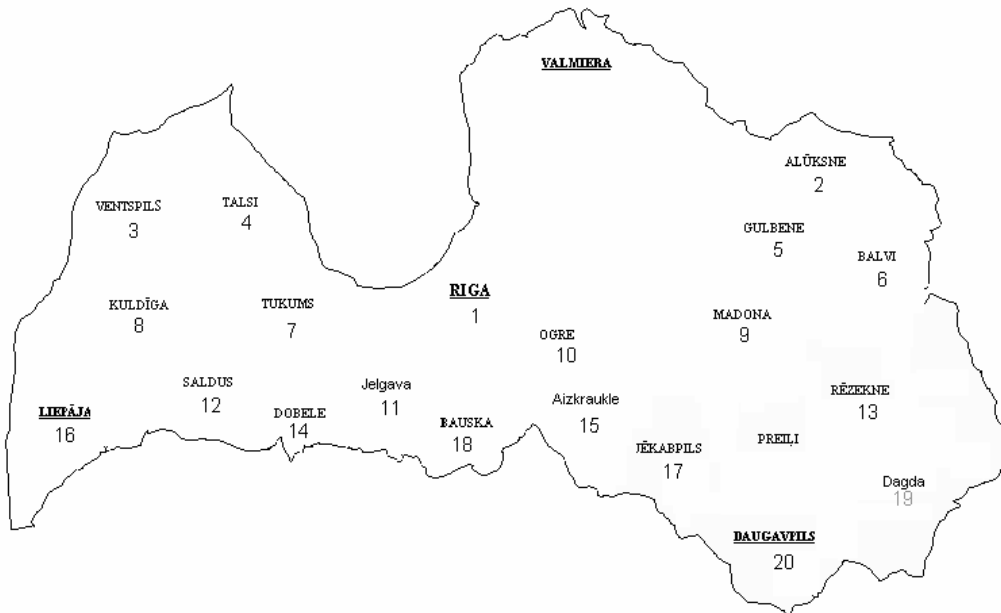 VALMIERA
ALŪKSNE
2
VENTSPILS
3
TALSI
4
GULBENE
5
BALVI
6
KULDĪGA
8
TUKUMS
7
RIGA
1
MADONA
9
OGRE
10
SALDUS
12
Jelgava
11
Aizkraukle
15
RĒZEKNE
13
LIEPĀJA
16
DOBELE
14
BAUSKA
18
JĒKABPILS
17
PREIĻI
Dagda
19
DAUGAVPILS
20